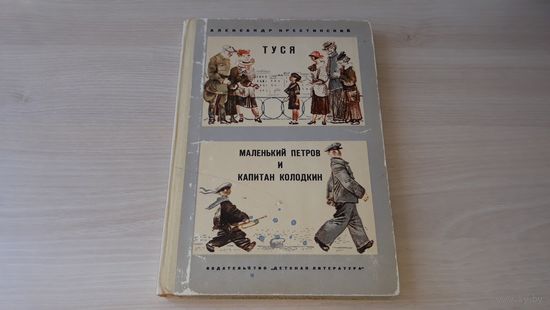 АЛЕКСАНДР КРЕСТИНСКИЙ
ТУСЯ
МАЛЕНЬКИЙ ПЕТРОВ
И
КАПИТАН КОЛОДКИН
ИЗДАТЕЛЬСТВО „ДЕТСКАЯ ЛИТЕРАТУРА"